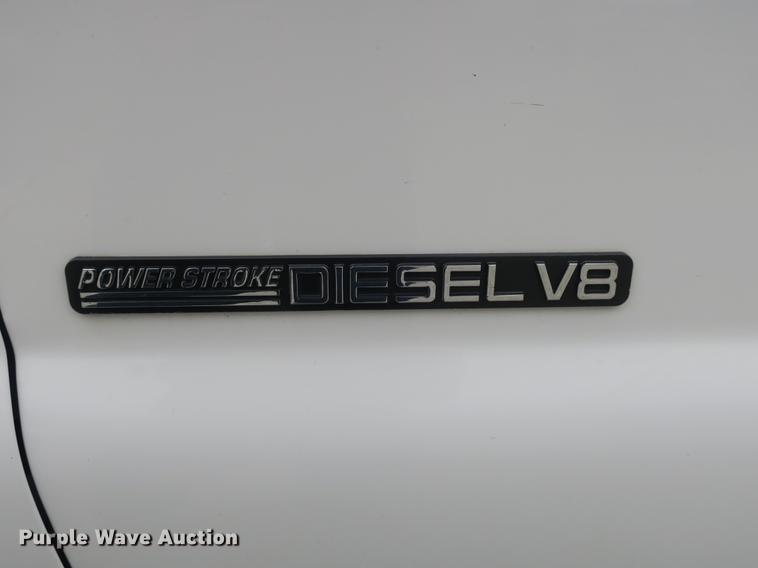 POWER STROKE DIESEL V8
Purple Wave Auction